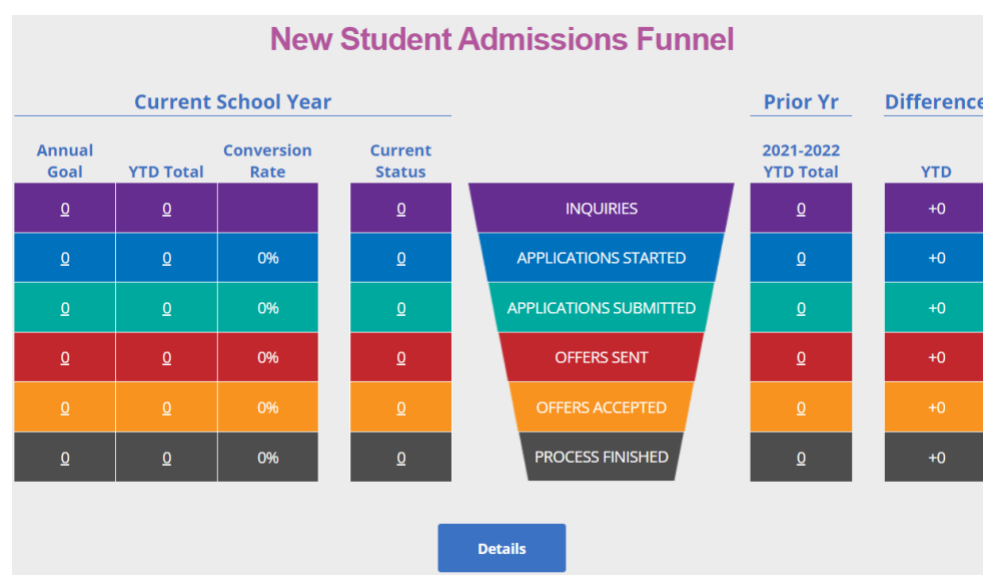 New Student Admissions Funnel
Current School Year Prior Yr Difference
Annual Goal YTD Total Conversion Rate Current Status 2021-2022 YTD Total YTD
0 0 0 INQUIRIES 0 +0
0 0 0% 0 APPLICATIONS STARTED 0 +0
0 0 0% 0 APPLICATIONS SUBMITTED 0 +0
0 0 0% 0 OFFERS SENT 0 +0
0 0 0% 0 OFFERS ACCEPTED 0 +0
0 0 0% 0 PROCESS FINISHED 0 +0
Details